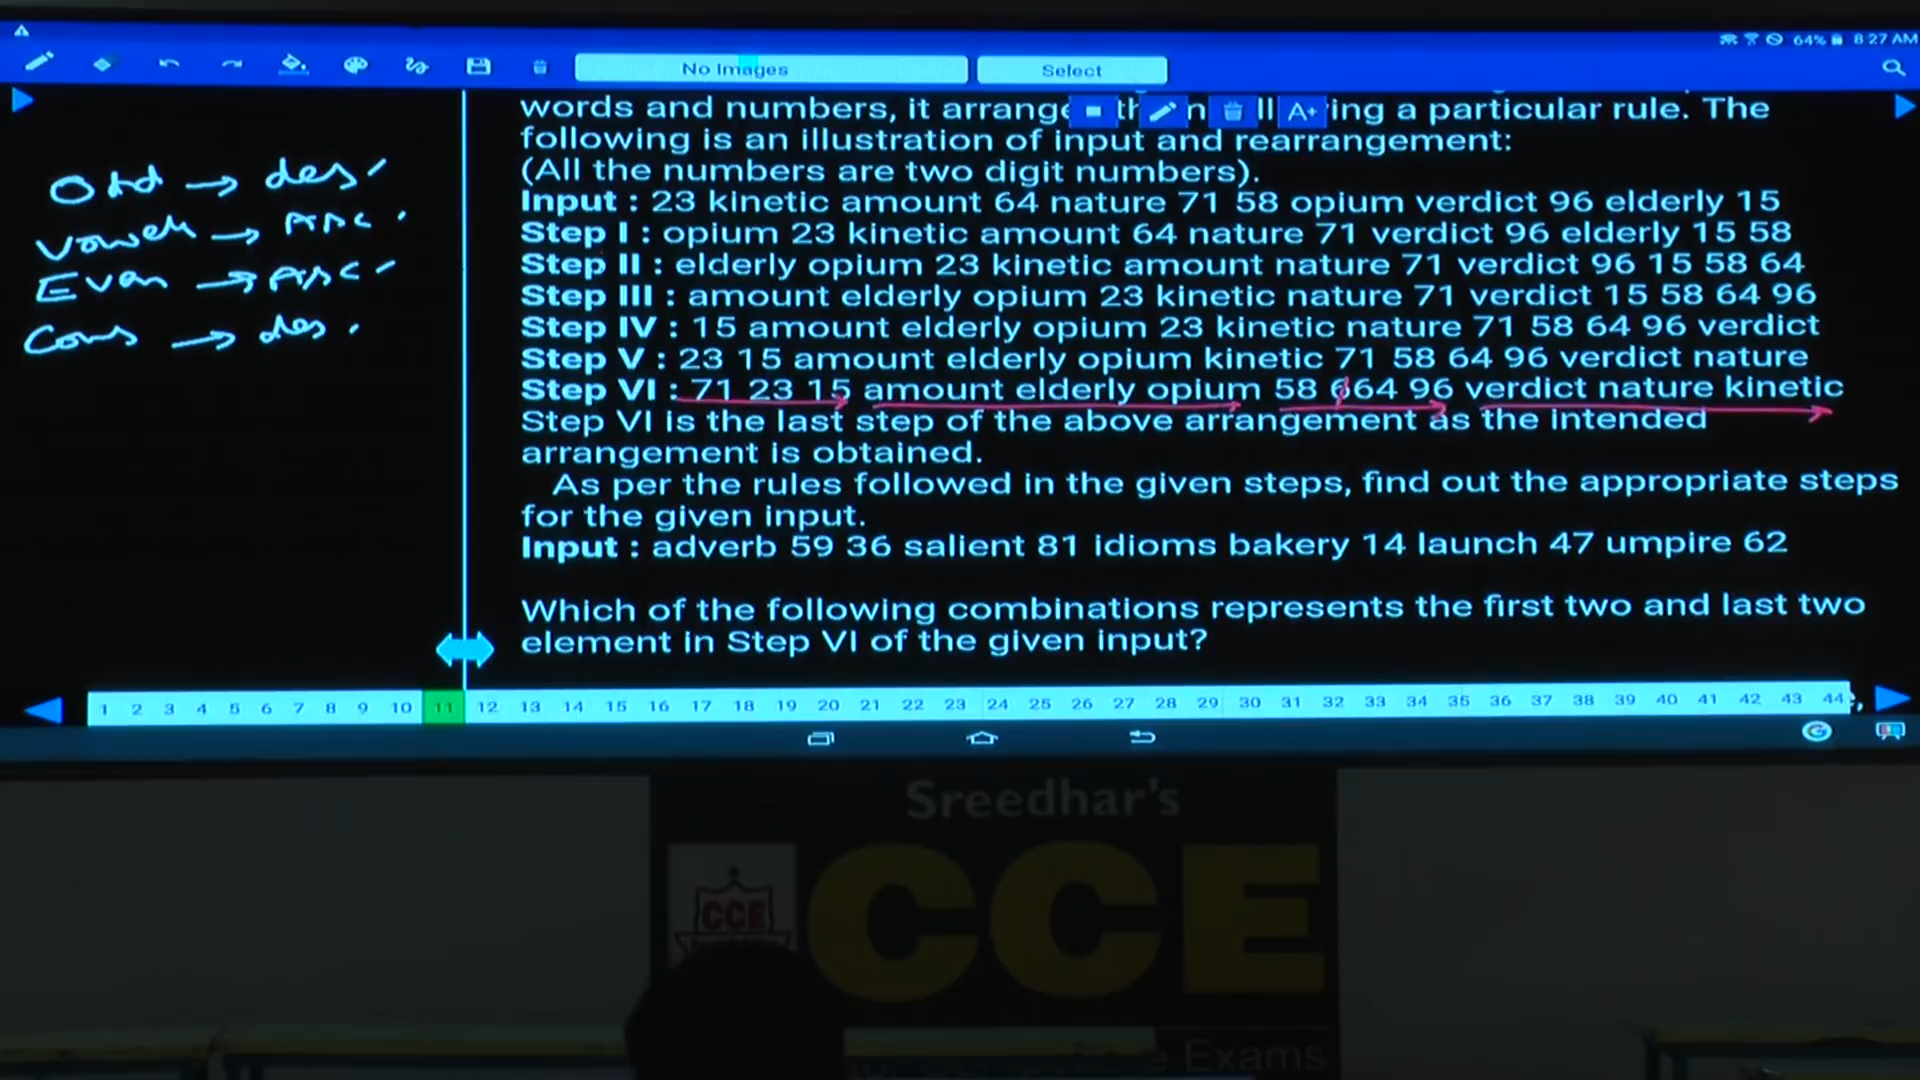 64% 8:27 AM
No Images Select
words and numbers, it arrange A+ ing a particular rule. The
following is an illustration of input and rearrangement:
(All the numbers are two digit numbers).
Input : 23 kinetic amount 64 nature 71 58 opium verdict 96 elderly 15
Step I : opium 23 kinetic amount 64 nature 71 verdict 96 elderly 15 58
Step II : elderly opium 23 kinetic amount nature 71 verdict 96 15 58 64
Step III : amount elderly opium 23 kinetic nature 71 verdict 15 58 64 96
Step IV : 15 amount elderly opium 23 kinetic nature 71 58 64 96 verdict
Step V : 23 15 amount elderly opium kinetic 71 58 64 96 verdict nature
Step VI : 71 23 15 amount elderly opium 58 664 96 verdict nature kinetic
Step VI is the last step of the above arrangement as the intended
arrangement is obtained.
As per the rules followed in the given steps, find out the appropriate steps
for the given input.
Input : adverb 59 36 salient 81 idioms bakery 14 launch 47 umpire 62
Which of the following combinations represents the first two and last two
element in Step VI of the given input?
Odd → des
Vowels → Asc
Even → Asc
Cons → des
1 2 3 4 5 6 7 8 9 10 11 12 13 14 15 16 17 18 19 20 21 22 23 24 25 26 27 28 29 30 31 32 33 34 35 36 37 38 39 40 41 42 43 44
Sreedhar's
CCE
CCE
Exams